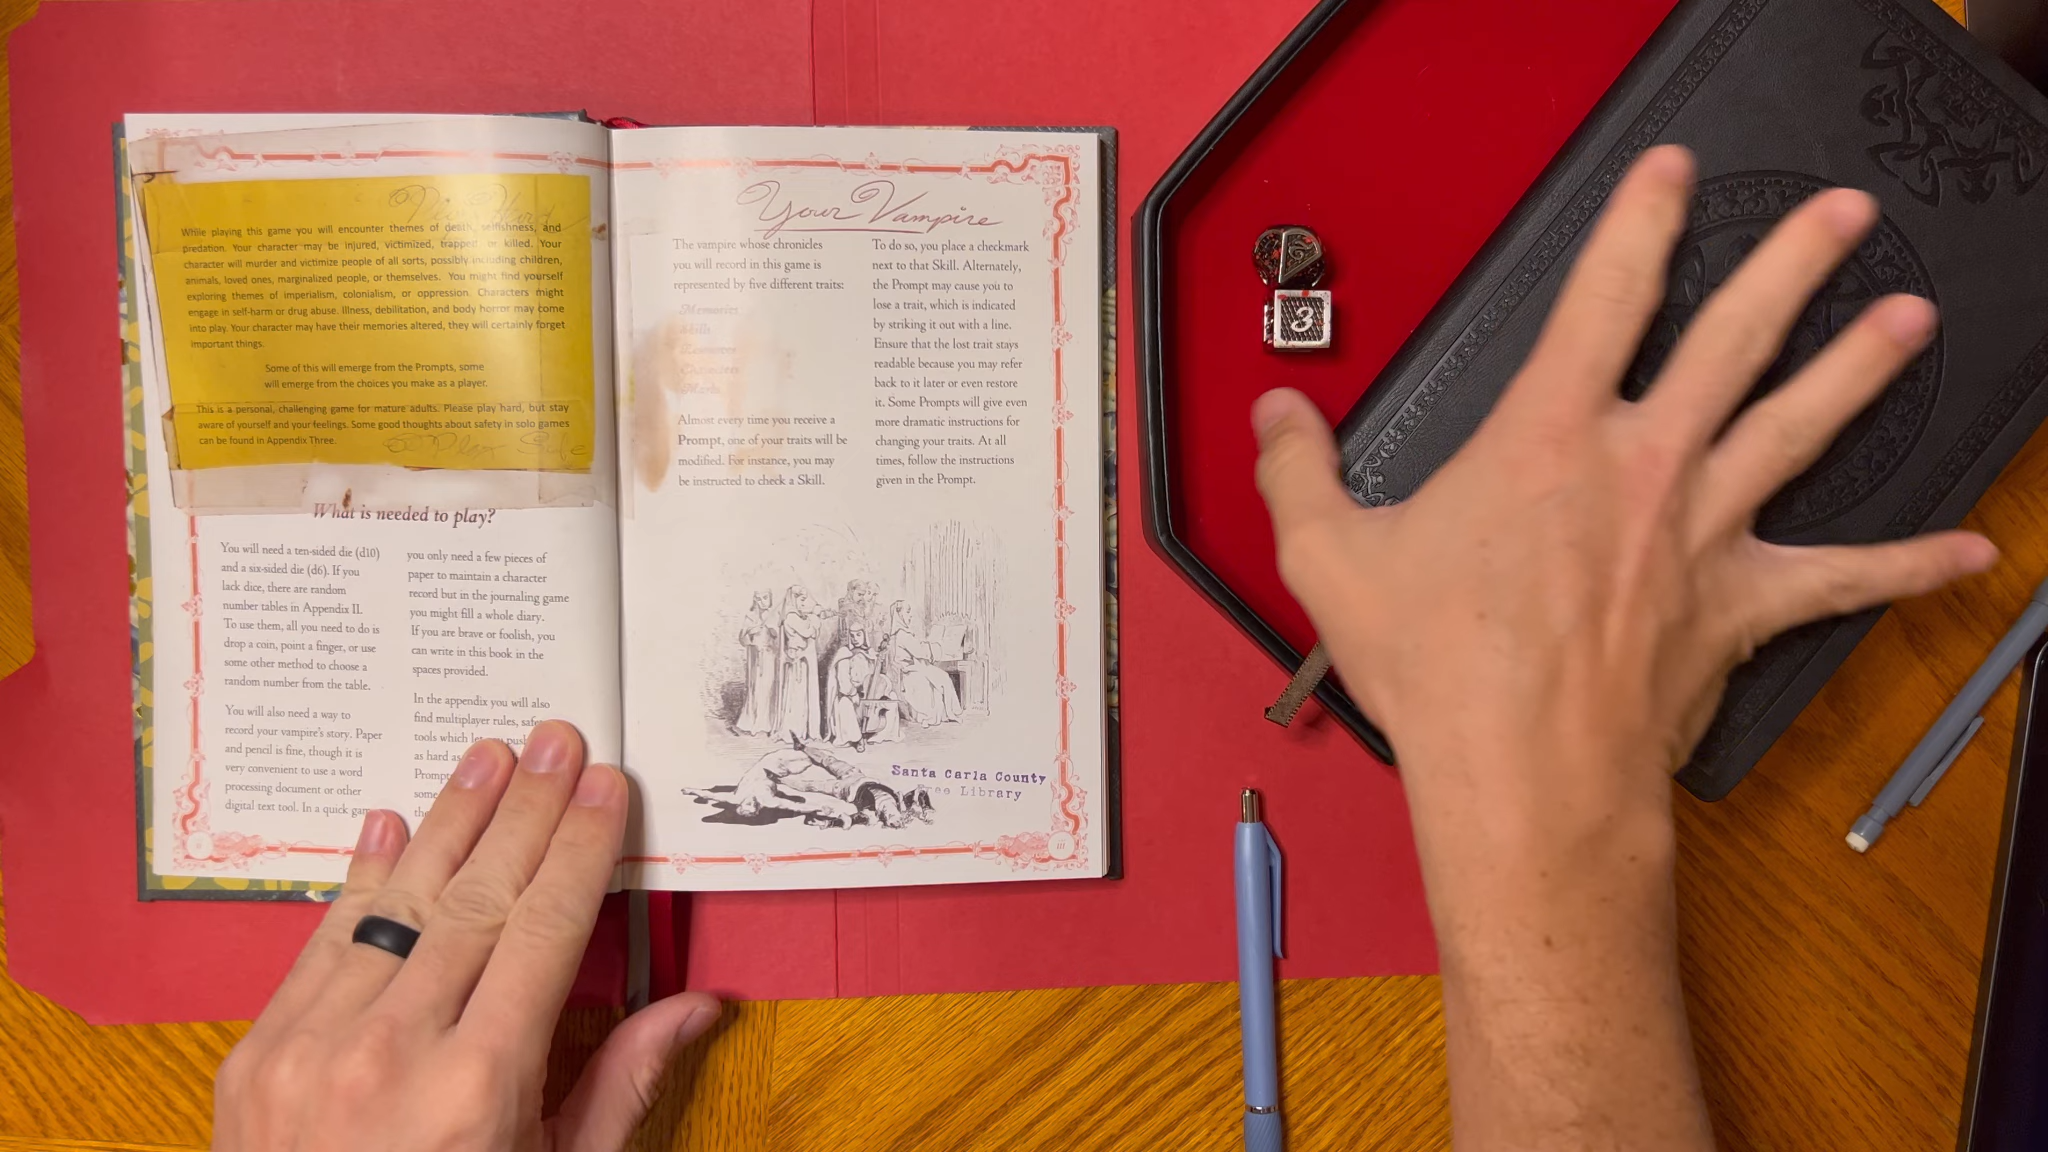 While playing this game you will encounter themes of death, selfishness, and
predation. Your character may be injured, victimized, trapped or killed. Your
character will murder and victimize people of all sorts, possibly including children,
animals, loved ones, marginalized people, or themselves. You might find yourself
exploring themes of imperialism, colonialism, or oppression. Characters might
engage in self-harm or drug abuse. Illness, debilitation, and body horror may come
into play. Your character may have their memories altered, they will certainly forget
important things.
Some of this will emerge from the Prompts, some
will emerge from the choices you make as a player.
This is a personal, challenging game for mature adults. Please play hard, but stay
aware of yourself and your feelings. Some good thoughts about safety in solo games
can be found in Appendix Three.
Play Safe
What is needed to play?
You will need a ten-sided die (d10)
and a six-sided die (d6). If you
lack dice, there are random
number tables in Appendix II.
To use them, all you need to do is
drop a coin, point a finger, or use
some other method to choose a
random number from the table.
You will also need a way to
record your vampire's story. Paper
and pencil is fine, though it is
very convenient to use a word
processing document or other
digital text tool. In a quick
you only need a few pieces of
paper to maintain a character
record but in the journaling game
you might fill a whole diary.
If you are brave or foolish, you
can write in this book in the
spaces provided.
In the appendix you will also
find multiplayer rules,
tools which
as hard as
some
Your Vampire
The vampire whose chronicles
you will record in this game is
represented by five different traits:
Memories
Skills
Resources
Characters
Marks
Almost every time you receive a
Prompt, one of your traits will be
modified. For instance, you may
be instructed to check a Skill.
To do so, you place a checkmark
next to that Skill. Alternately,
the Prompt may cause you to
lose a trait, which is indicated
by striking it out with a line.
Ensure that the lost trait stays
readable because you may refer
back to it later or even restore
it. Some Prompts will give even
more dramatic instructions for
changing your traits. At all
times, follow the instructions
given in the Prompt.
Santa Carla County
Free Library
iii
3